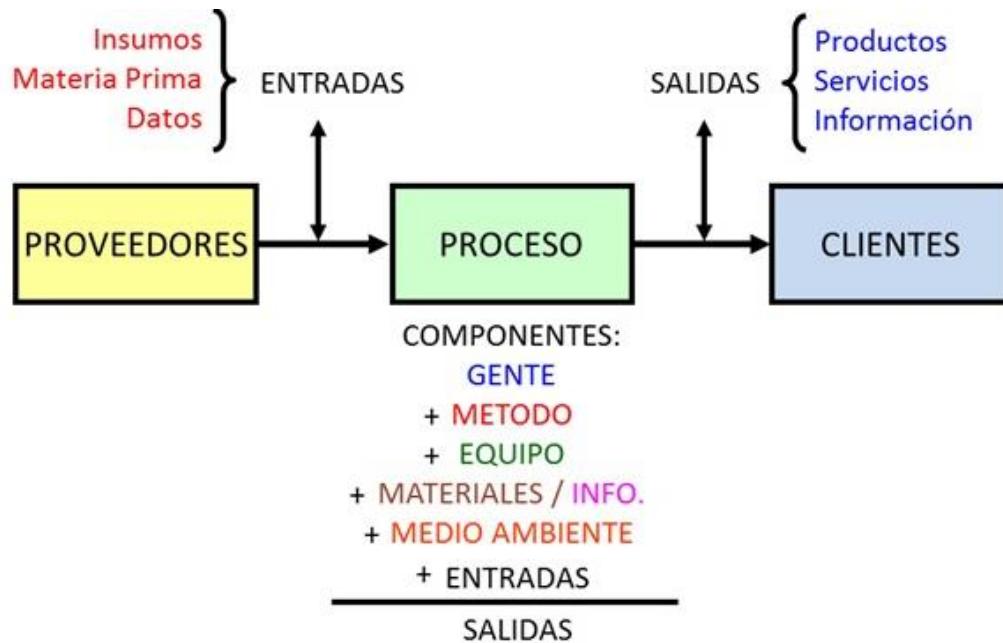 Insumos
Materia Prima
Datos
ENTRADAS
SALIDAS
Productos
Servicios
Información
PROVEEDORES
PROCESO
CLIENTES
COMPONENTES:
GENTE
+ METODO
+ EQUIPO
+ MATERIALES / INFO.
+ MEDIO AMBIENTE
+ ENTRADAS
SALIDAS